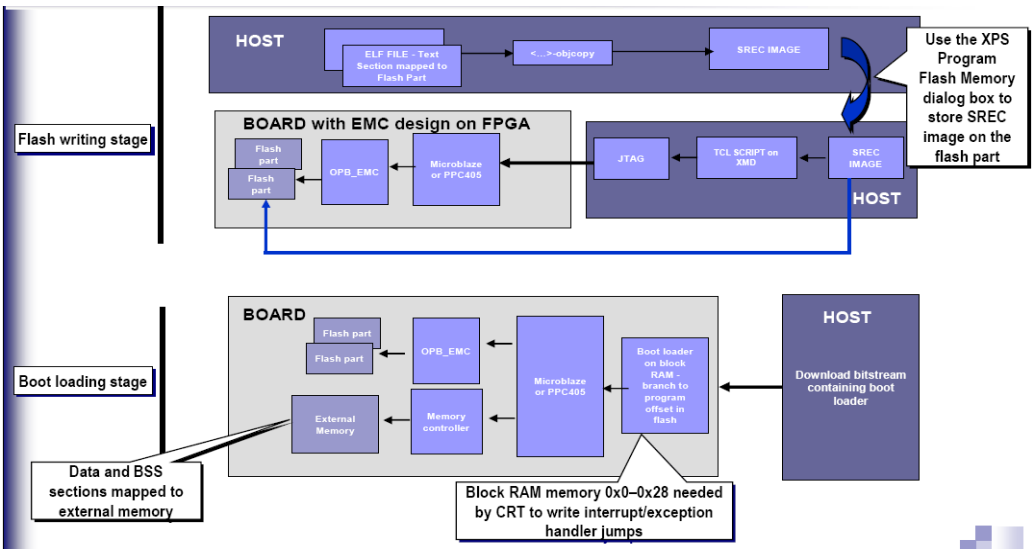 HOST
ELF FILE - Text
Section mapped to
Flash Part
<...>-objcopy
SREC IMAGE
Use the XPS
Program
Flash Memory
dialog box to
store SREC
image on the
flash part
Flash writing stage
BOARD with EMC design on FPGA
Flash
part
Flash
part
OPB_EMC
Microblaze
or PPC405
JTAG
TCL SCRIPT on
XMD
SREC
IMAGE
HOST
Boot loading stage
BOARD
Flash part
Flash part
OPB_EMC
External
Memory
Memory
controller
Microblaze
or PPC405
Boot loader
on block
RAM -
branch to
program
offset in
flash
HOST
Download bitstream
containing boot
loader
Data and BSS
sections mapped to
external memory
Block RAM memory 0x0–0x28 needed
by CRT to write interrupt/exception
handler jumps